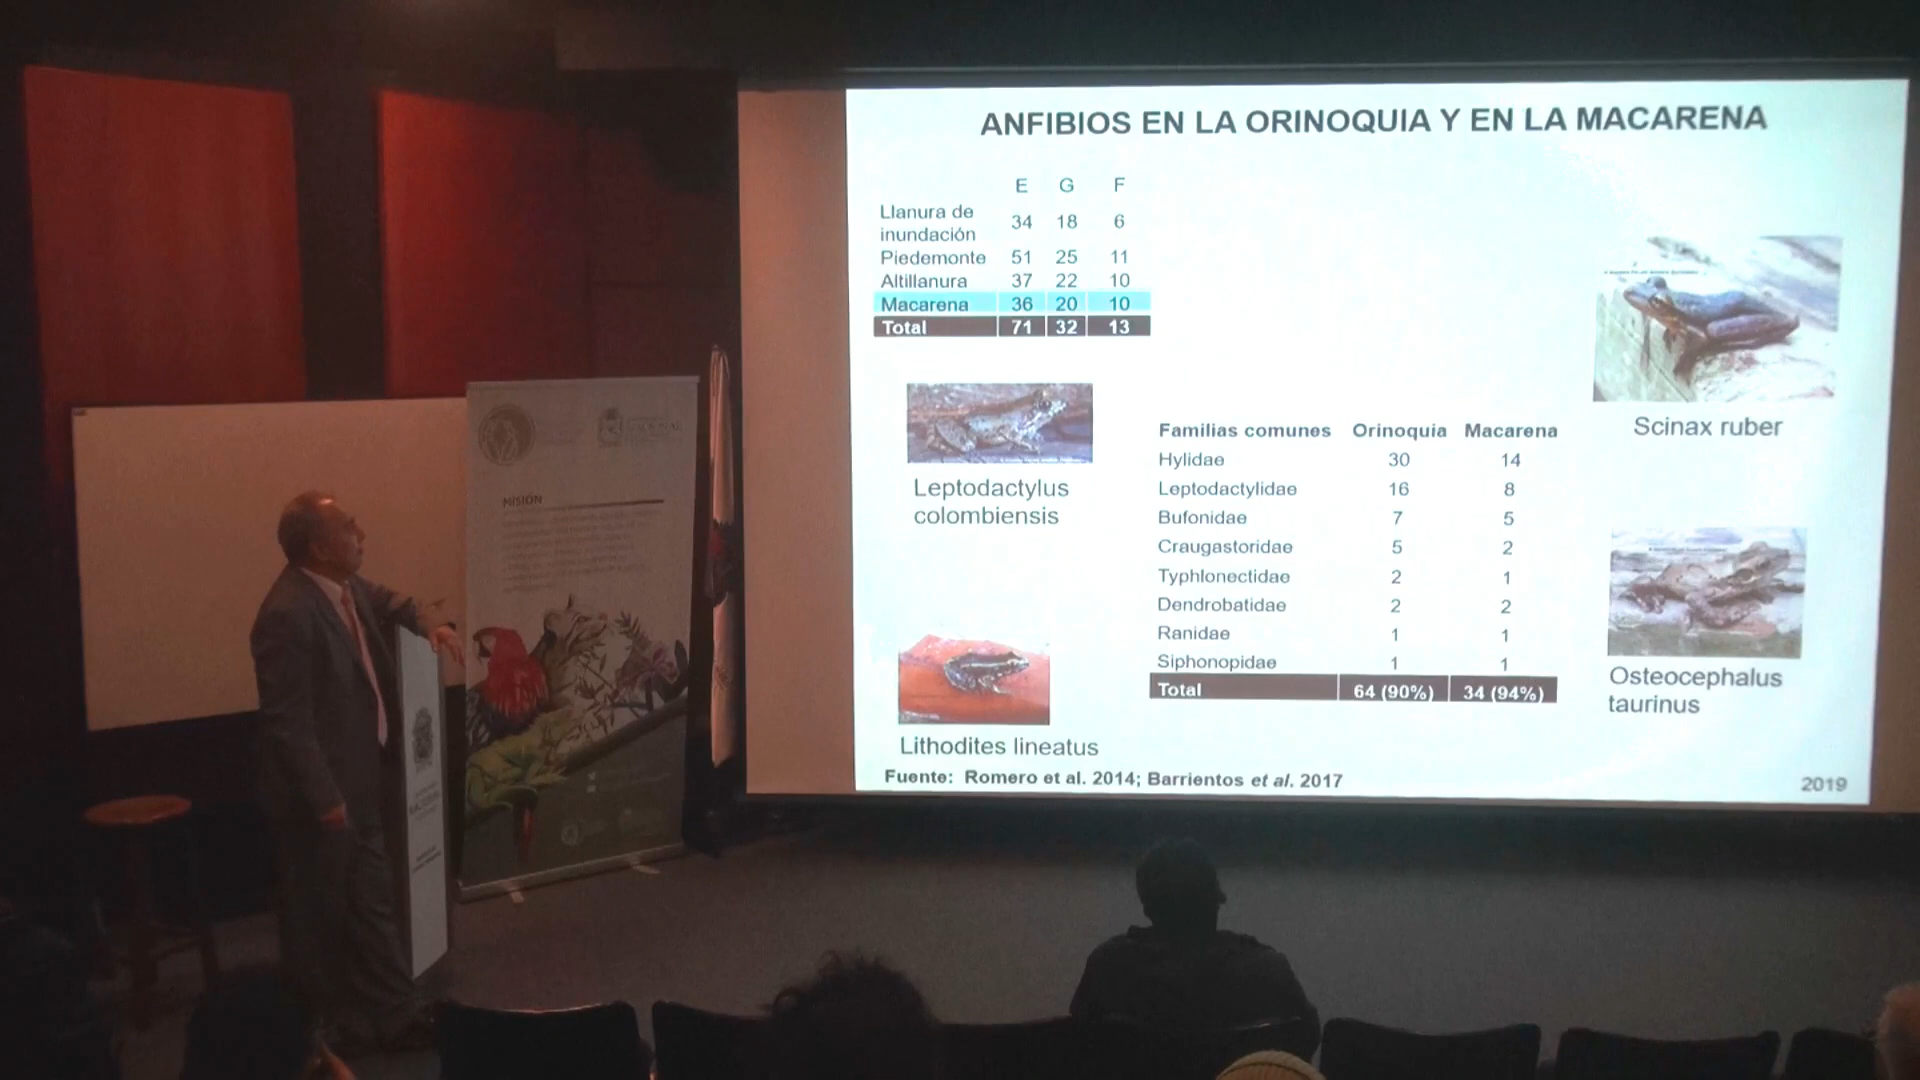 ANFIBIOS EN LA ORINOQUIA Y EN LA MACARENA
E G F
Llanura de inundación 34 18 6
Piedemonte 51 25 11
Altillanura 37 22 10
Macarena 36 20 10
Total 71 32 13
Leptodactylus
colombiensis
Lithodites lineatus
Familias comunes Orinoquia Macarena
Hylidae 30 14
Leptodactylidae 16 8
Bufonidae 7 5
Craugastoridae 5 2
Typhlonectidae 2 1
Dendrobatidae 2 2
Ranidae 1 1
Siphonopidae 1 1
Total 64 (90%) 34 (94%)
Scinax ruber
Osteocephalus
taurinus
Fuente: Romero et al. 2014; Barrientos et al. 2017
2019
MISIÓN